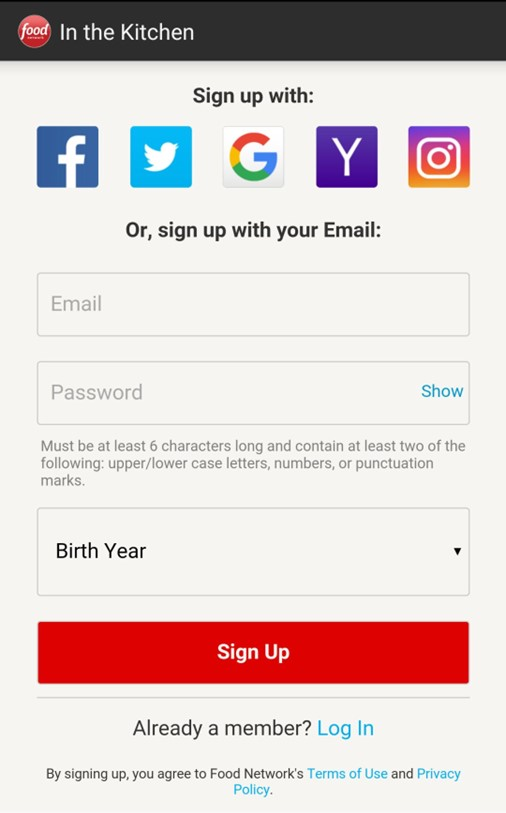 food
In the Kitchen
Sign up with:
Or, sign up with your Email:
Email
Password
Show
Must be at least 6 characters long and contain at least two of the
following: upper/lower case letters, numbers, or punctuation
marks.
Birth Year
Sign Up
Already a member? Log In
By signing up, you agree to Food Network's Terms of Use and Privacy
Policy.